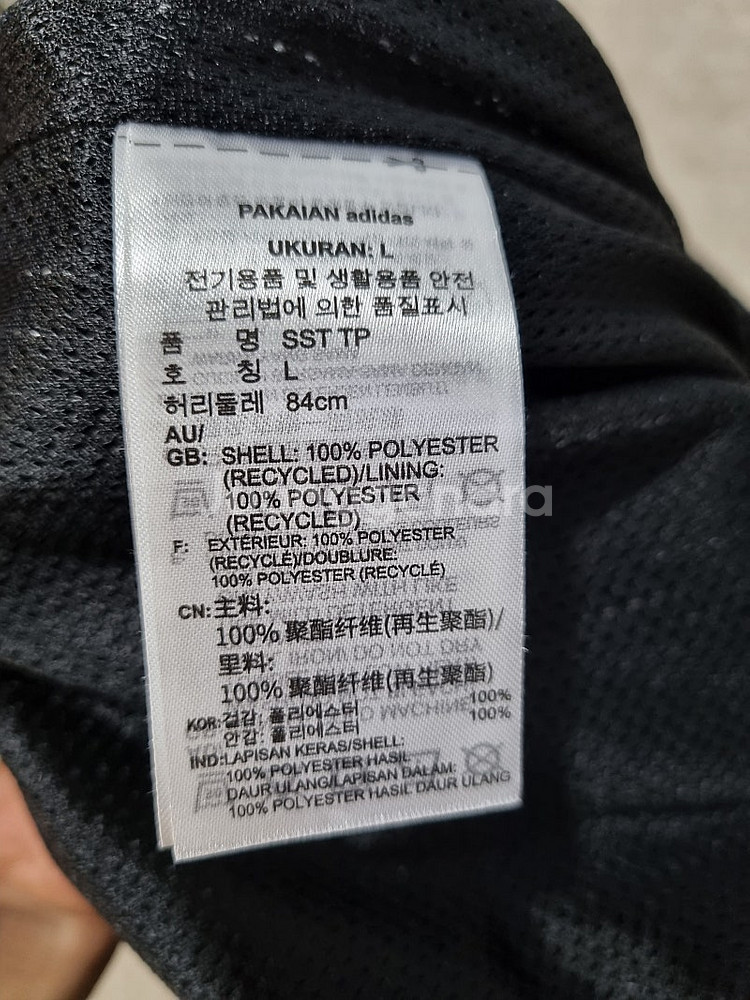 PAKAIAN adidas
UKURAN: L
전기용품 및 생활용품 안전
관리법에 의한 품질표시
품 명 SST TP
호 칭 L
허리둘레 84cm
AU/
GB: SHELL: 100% POLYESTER
(RECYCLED)/LINING:
100% POLYESTER
(RECYCLED)
F: EXTÉRIEUR: 100% POLYESTER
(RECYCLÉ)/DOUBLURE:
100% POLYESTER (RECYCLÉ)
CN: 主料:
100% 聚酯纤维(再生聚酯)/
里料:
100% 聚酯纤维(再生聚酯)
KOR: 겉감: 폴리에스터 100%
안감: 폴리에스터 100%
IND: LAPISAN KERAS/SHELL:
100% POLYESTER HASIL
DAUR ULANG/LAPISAN DALAM:
100% POLYESTER HASIL DAUR ULANG